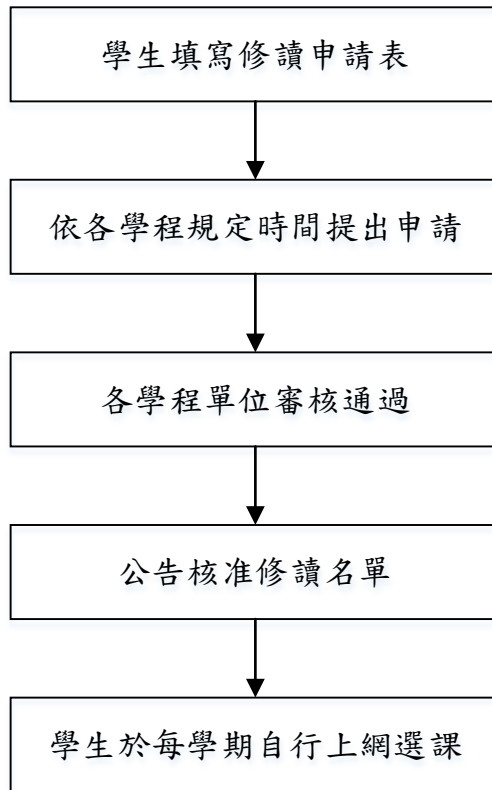 學生填寫修讀申請表
依各學程規定時間提出申請
各學程單位審核通過
公告核准修讀名單
學生於每學期自行上網選課